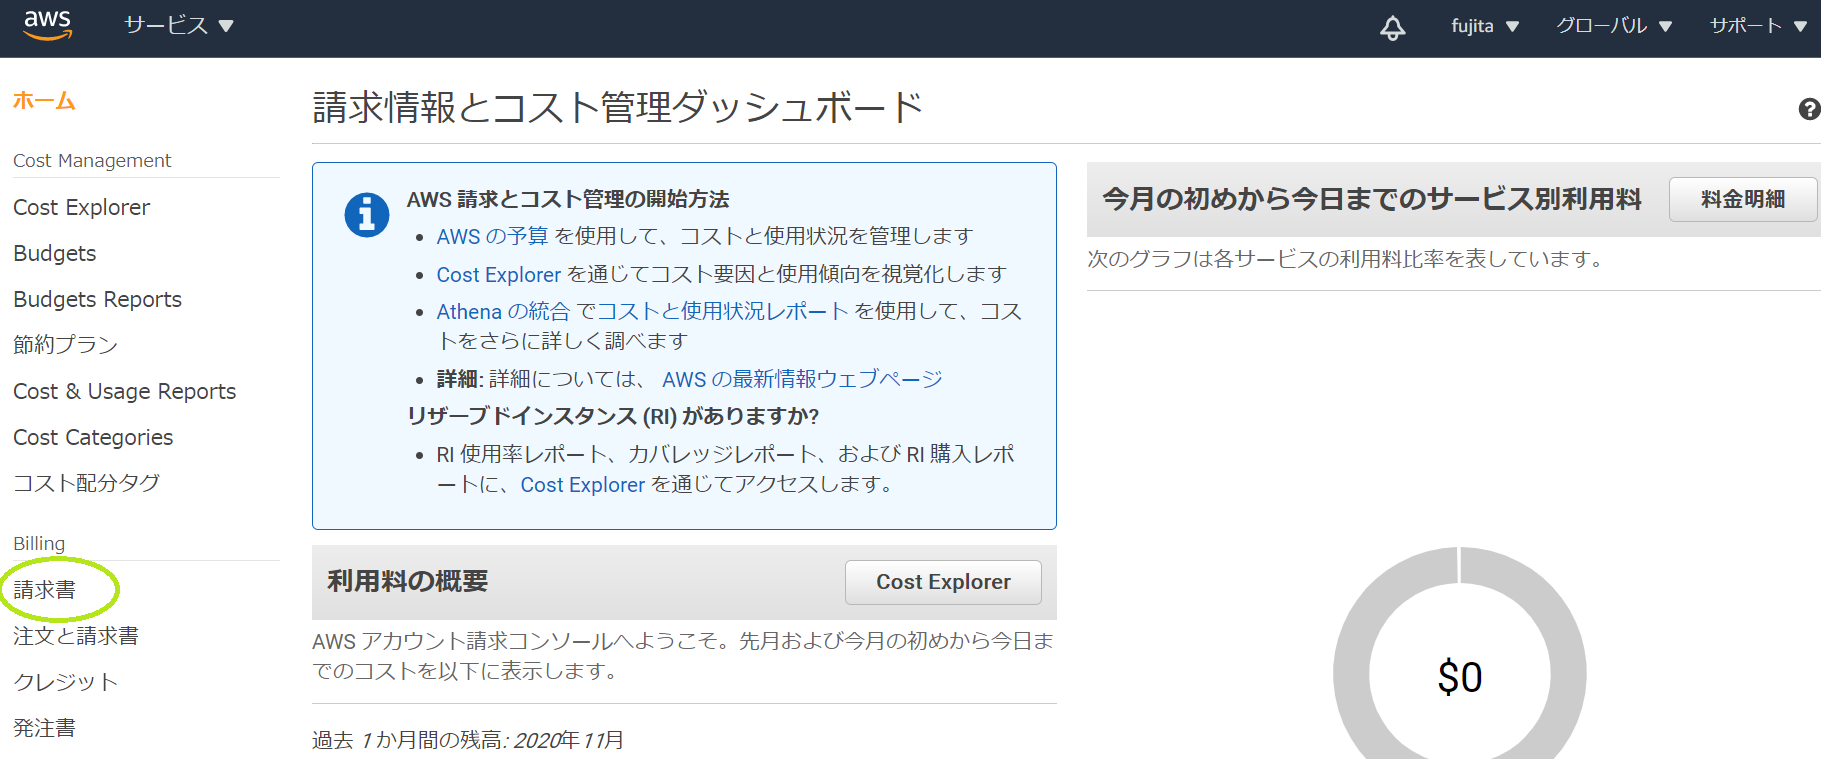 aws サービス fujita グローバル サポート
ホーム
Cost Management
Cost Explorer
Budgets
Budgets Reports
節約プラン
Cost & Usage Reports
Cost Categories
コスト配分タグ
Billing
請求書
注文と請求書
クレジット
発注書
請求情報とコスト管理ダッシュボード
?
AWS 請求とコスト管理の開始方法
• AWS の予算 を使用して、コストと使用状況を管理します
• Cost Explorer を通じてコスト要因と使用傾向を視覚化します
• Athena の統合 でコストと使用状況レポート を使用して、コス
トをさらに詳しく調べます
• 詳細: 詳細については、 AWS の最新情報ウェブページ
リザーブドインスタンス (RI) がありますか?
• RI 使用率レポート、カバレッジレポート、および RI 購入レポ
ートに、Cost Explorer を通じてアクセスします。
利用料の概要 Cost Explorer
AWS アカウント請求コンソールへようこそ。先月および今月の初めから今日ま
でのコストを以下に表示します。
過去 1 か月間の残高: 2020年11月
今月の初めから今日までのサービス別利用料 料金明細
次のグラフは各サービスの利用料比率を表しています。
$0